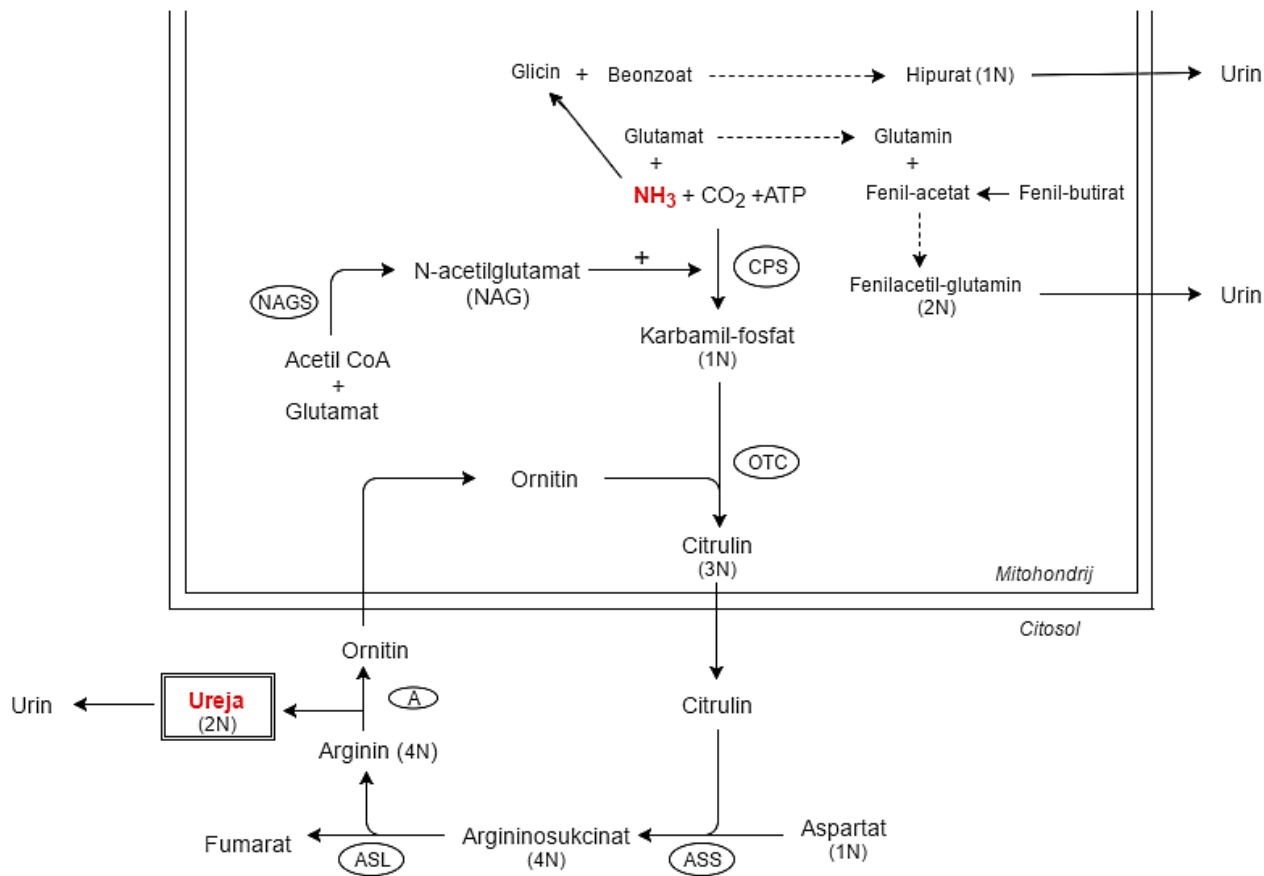 Glicin + Beonzoat Hipurat (1N) Urin
Glutamat Glutamin
+ +
NH3 + CO2 +ATP Fenil-acetat Fenil-butirat
+ CPS
N-acetilglutamat
(NAG)
NAGS Fenilacetil-glutamin Urin
(2N)
Karbamil-fosfat
(1N)
Acetil CoA
+
Glutamat
OTC
Ornitin
Citrulin
(3N)
Mitohondrij
Citosol
Ornitin
A
Urin Ureja Citrulin
(2N)
Arginin (4N)
Fumarat Argininosukcinat Aspartat
(4N) (1N)
ASL ASS